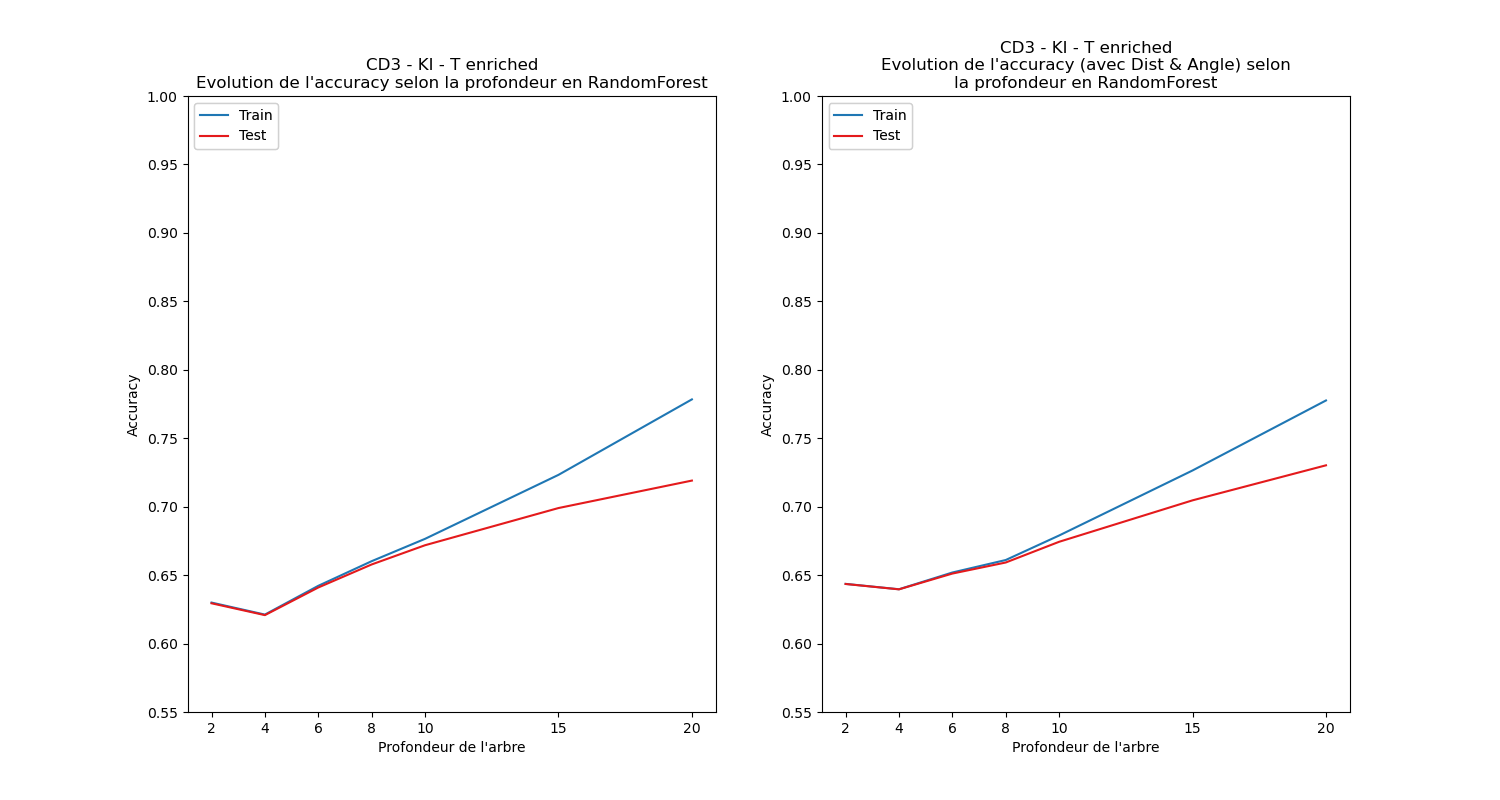 CD3 - KI - T enriched
Evolution de l'accuracy selon la profondeur en RandomForest
1.00
0.95
0.90
0.85
0.80
0.75
0.70
0.65
0.60
0.55
Accuracy
Train
Test
2 4 6 8 10 15 20
Profondeur de l'arbre
CD3 - KI - T enriched
Evolution de l'accuracy (avec Dist & Angle) selon
la profondeur en RandomForest
1.00
0.95
0.90
0.85
0.80
0.75
0.70
0.65
0.60
0.55
Accuracy
Train
Test
2 4 6 8 10 15 20
Profondeur de l'arbre